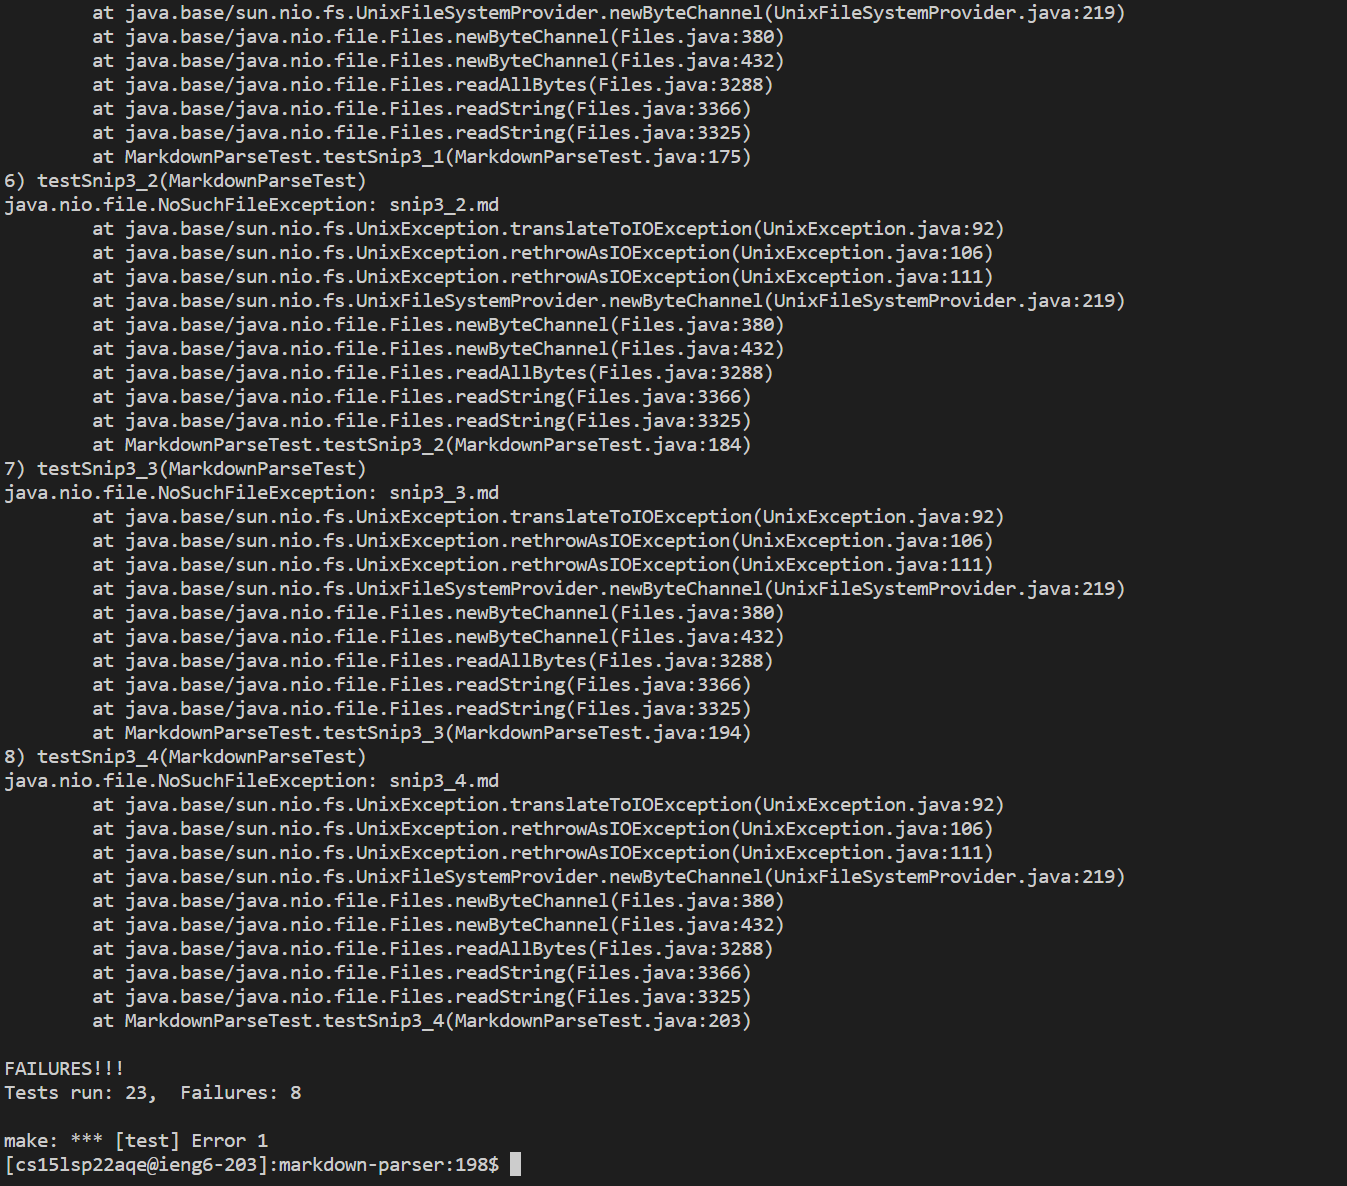 at java.base/sun.nio.fs.UnixFileSystemProvider.newByteChannel(UnixFileSystemProvider.java:219)
        at java.base/java.nio.file.Files.newByteChannel(Files.java:380)
        at java.base/java.nio.file.Files.newByteChannel(Files.java:432)
        at java.base/java.nio.file.Files.readAllBytes(Files.java:3288)
        at java.base/java.nio.file.Files.readString(Files.java:3366)
        at java.base/java.nio.file.Files.readString(Files.java:3325)
        at MarkdownParseTest.testSnip3_1(MarkdownParseTest.java:175)
6) testSnip3_2(MarkdownParseTest)
java.nio.file.NoSuchFileException: snip3_2.md
        at java.base/sun.nio.fs.UnixException.translateToIOException(UnixException.java:92)
        at java.base/sun.nio.fs.UnixException.rethrowAsIOException(UnixException.java:106)
        at java.base/sun.nio.fs.UnixException.rethrowAsIOException(UnixException.java:111)
        at java.base/sun.nio.fs.UnixFileSystemProvider.newByteChannel(UnixFileSystemProvider.java:219)
        at java.base/java.nio.file.Files.newByteChannel(Files.java:380)
        at java.base/java.nio.file.Files.newByteChannel(Files.java:432)
        at java.base/java.nio.file.Files.readAllBytes(Files.java:3288)
        at java.base/java.nio.file.Files.readString(Files.java:3366)
        at java.base/java.nio.file.Files.readString(Files.java:3325)
        at MarkdownParseTest.testSnip3_2(MarkdownParseTest.java:184)
7) testSnip3_3(MarkdownParseTest)
java.nio.file.NoSuchFileException: snip3_3.md
        at java.base/sun.nio.fs.UnixException.translateToIOException(UnixException.java:92)
        at java.base/sun.nio.fs.UnixException.rethrowAsIOException(UnixException.java:106)
        at java.base/sun.nio.fs.UnixException.rethrowAsIOException(UnixException.java:111)
        at java.base/sun.nio.fs.UnixFileSystemProvider.newByteChannel(UnixFileSystemProvider.java:219)
        at java.base/java.nio.file.Files.newByteChannel(Files.java:380)
        at java.base/java.nio.file.Files.newByteChannel(Files.java:432)
        at java.base/java.nio.file.Files.readAllBytes(Files.java:3288)
        at java.base/java.nio.file.Files.readString(Files.java:3366)
        at java.base/java.nio.file.Files.readString(Files.java:3325)
        at MarkdownParseTest.testSnip3_3(MarkdownParseTest.java:194)
8) testSnip3_4(MarkdownParseTest)
java.nio.file.NoSuchFileException: snip3_4.md
        at java.base/sun.nio.fs.UnixException.translateToIOException(UnixException.java:92)
        at java.base/sun.nio.fs.UnixException.rethrowAsIOException(UnixException.java:106)
        at java.base/sun.nio.fs.UnixException.rethrowAsIOException(UnixException.java:111)
        at java.base/sun.nio.fs.UnixFileSystemProvider.newByteChannel(UnixFileSystemProvider.java:219)
        at java.base/java.nio.file.Files.newByteChannel(Files.java:380)
        at java.base/java.nio.file.Files.newByteChannel(Files.java:432)
        at java.base/java.nio.file.Files.readAllBytes(Files.java:3288)
        at java.base/java.nio.file.Files.readString(Files.java:3366)
        at java.base/java.nio.file.Files.readString(Files.java:3325)
        at MarkdownParseTest.testSnip3_4(MarkdownParseTest.java:203)

FAILURES!!!
Tests run: 23,  Failures: 8

make: *** [test] Error 1
[cs15lsp22aqe@ieng6-203]:markdown-parser:198$